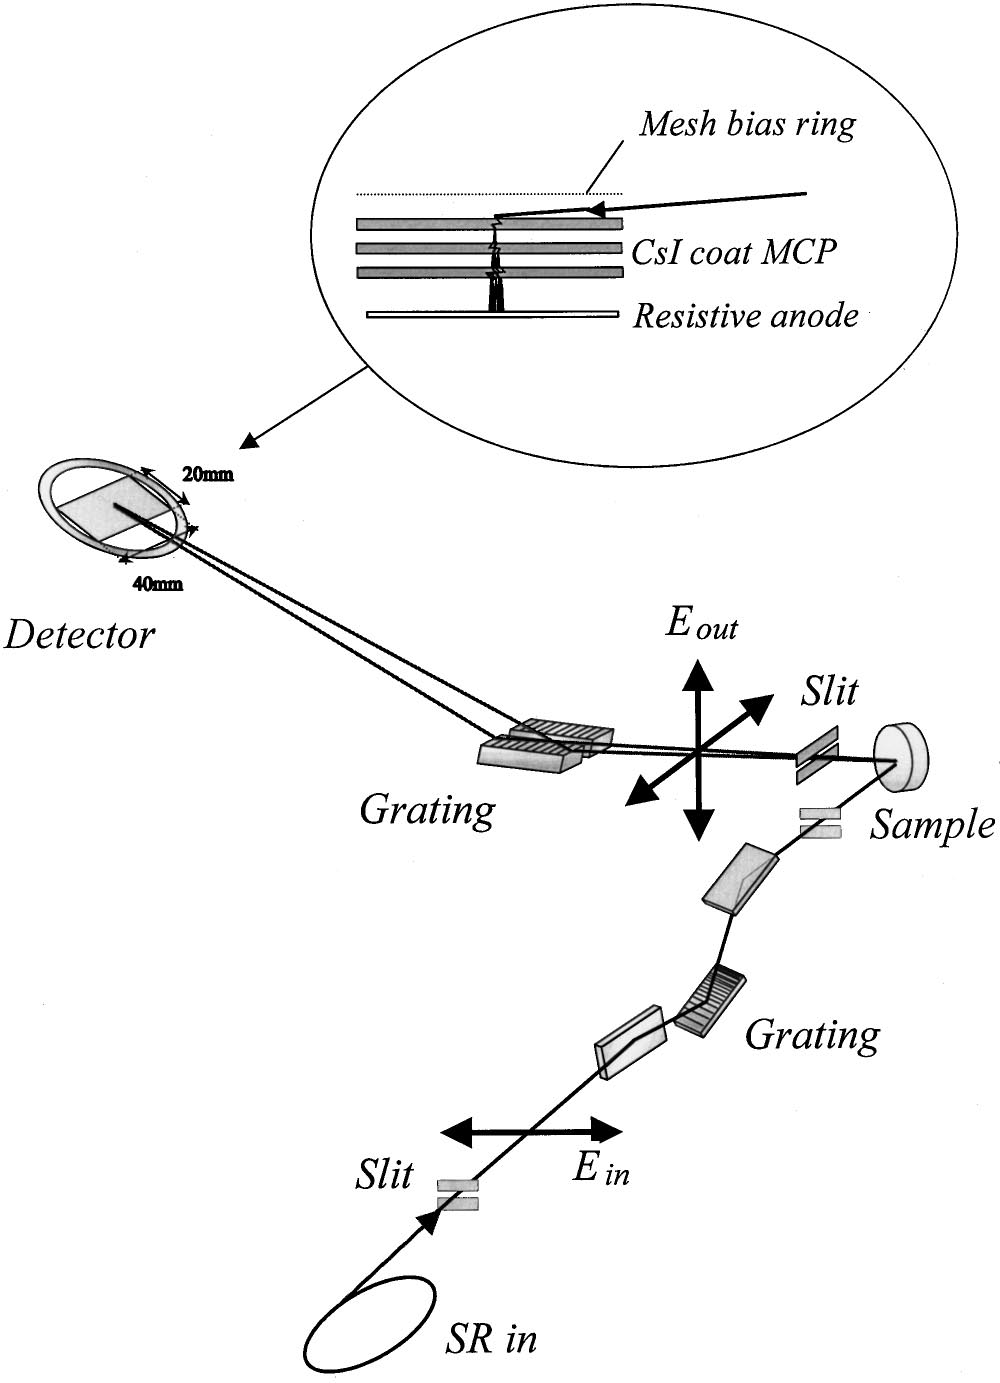 Mesh bias ring
CsI coat MCP
Resistive anode
20mm
40mm
Detector
E out
Slit
Grating
Sample
Grating
Slit
E in
SR in